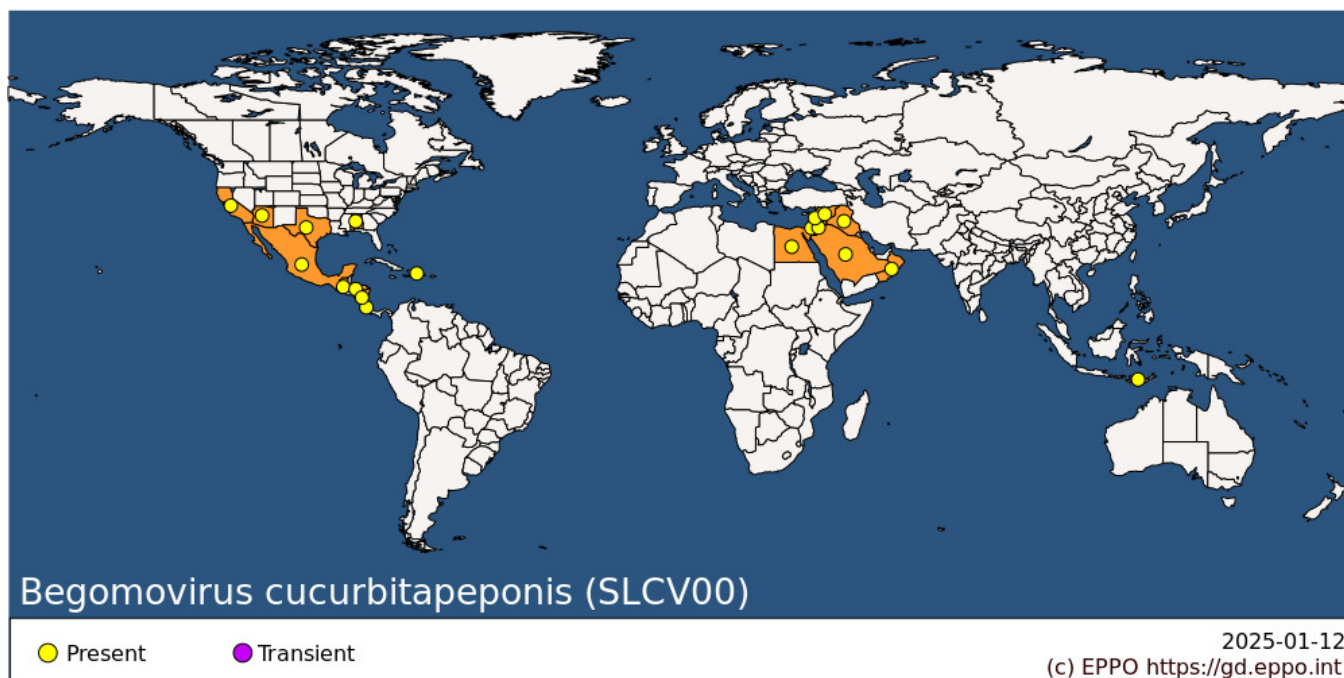 Begomovirus cucurbitapeponis (SLCV00)
Present
Transient
2025-01-12
(c) EPPO https://gd.eppo.int